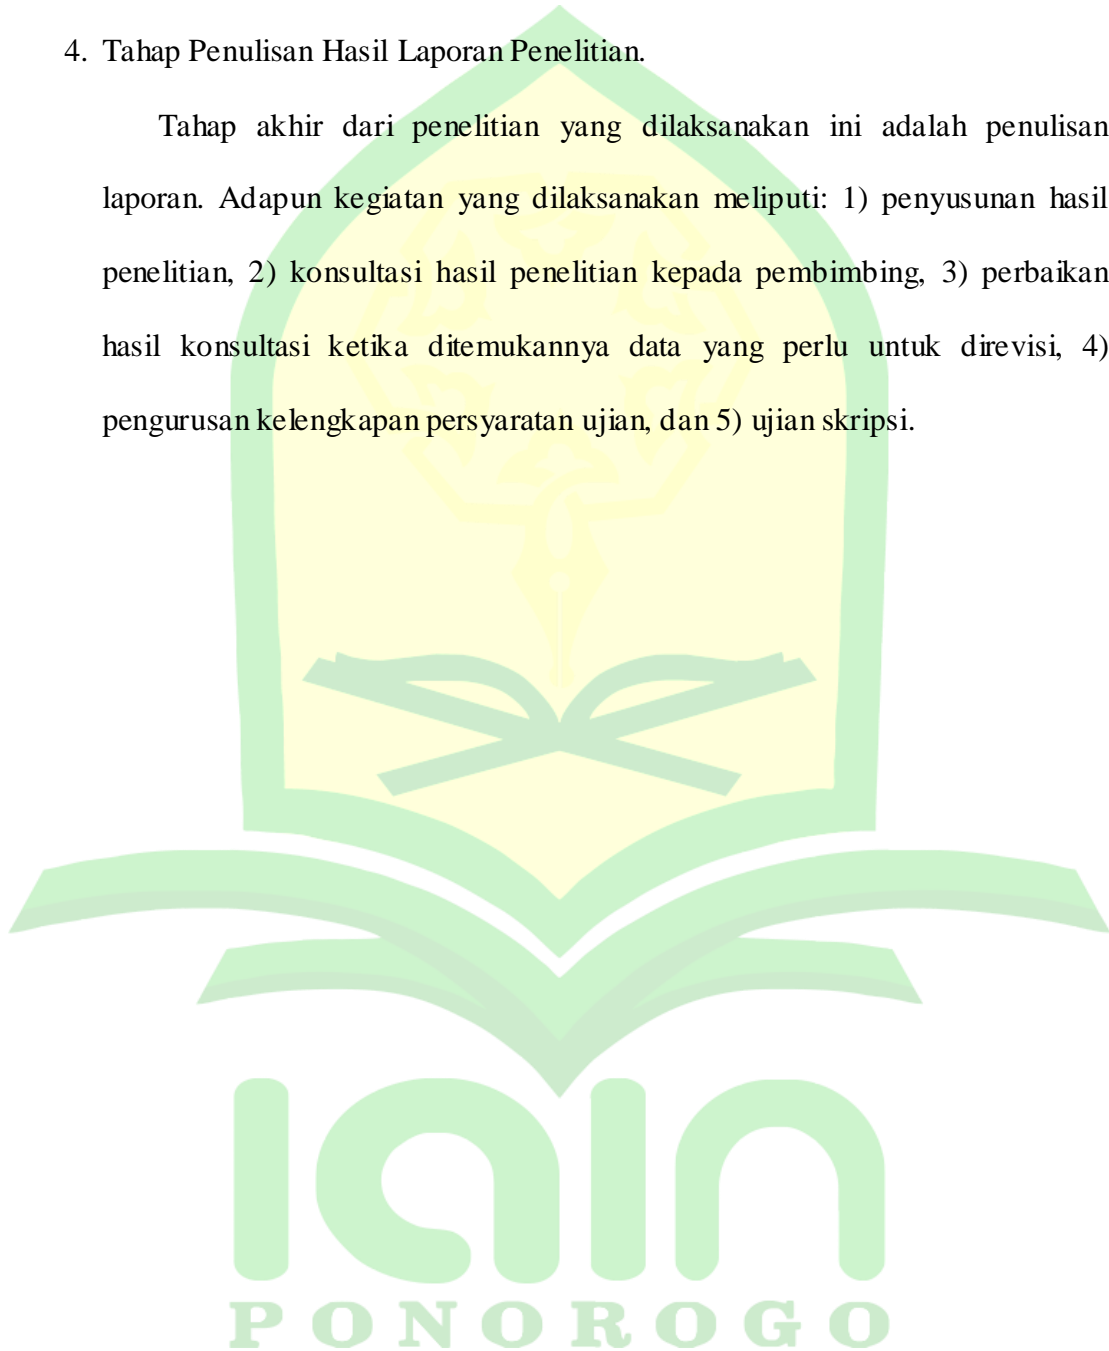 4. Tahap Penulisan Hasil Laporan Penelitian.
Tahap akhir dari penelitian yang dilaksanakan ini adalah penulisan
laporan. Adapun kegiatan yang dilaksanakan meliputi: 1) penyusunan hasil
penelitian, 2) konsultasi hasil penelitian kepada pembimbing, 3) perbaikan
hasil konsultasi ketika ditemukannya data yang perlu untuk direvisi, 4)
pengurusan kelengkapan persyaratan ujian, dan 5) ujian skripsi.
IAIN
PONOROGO